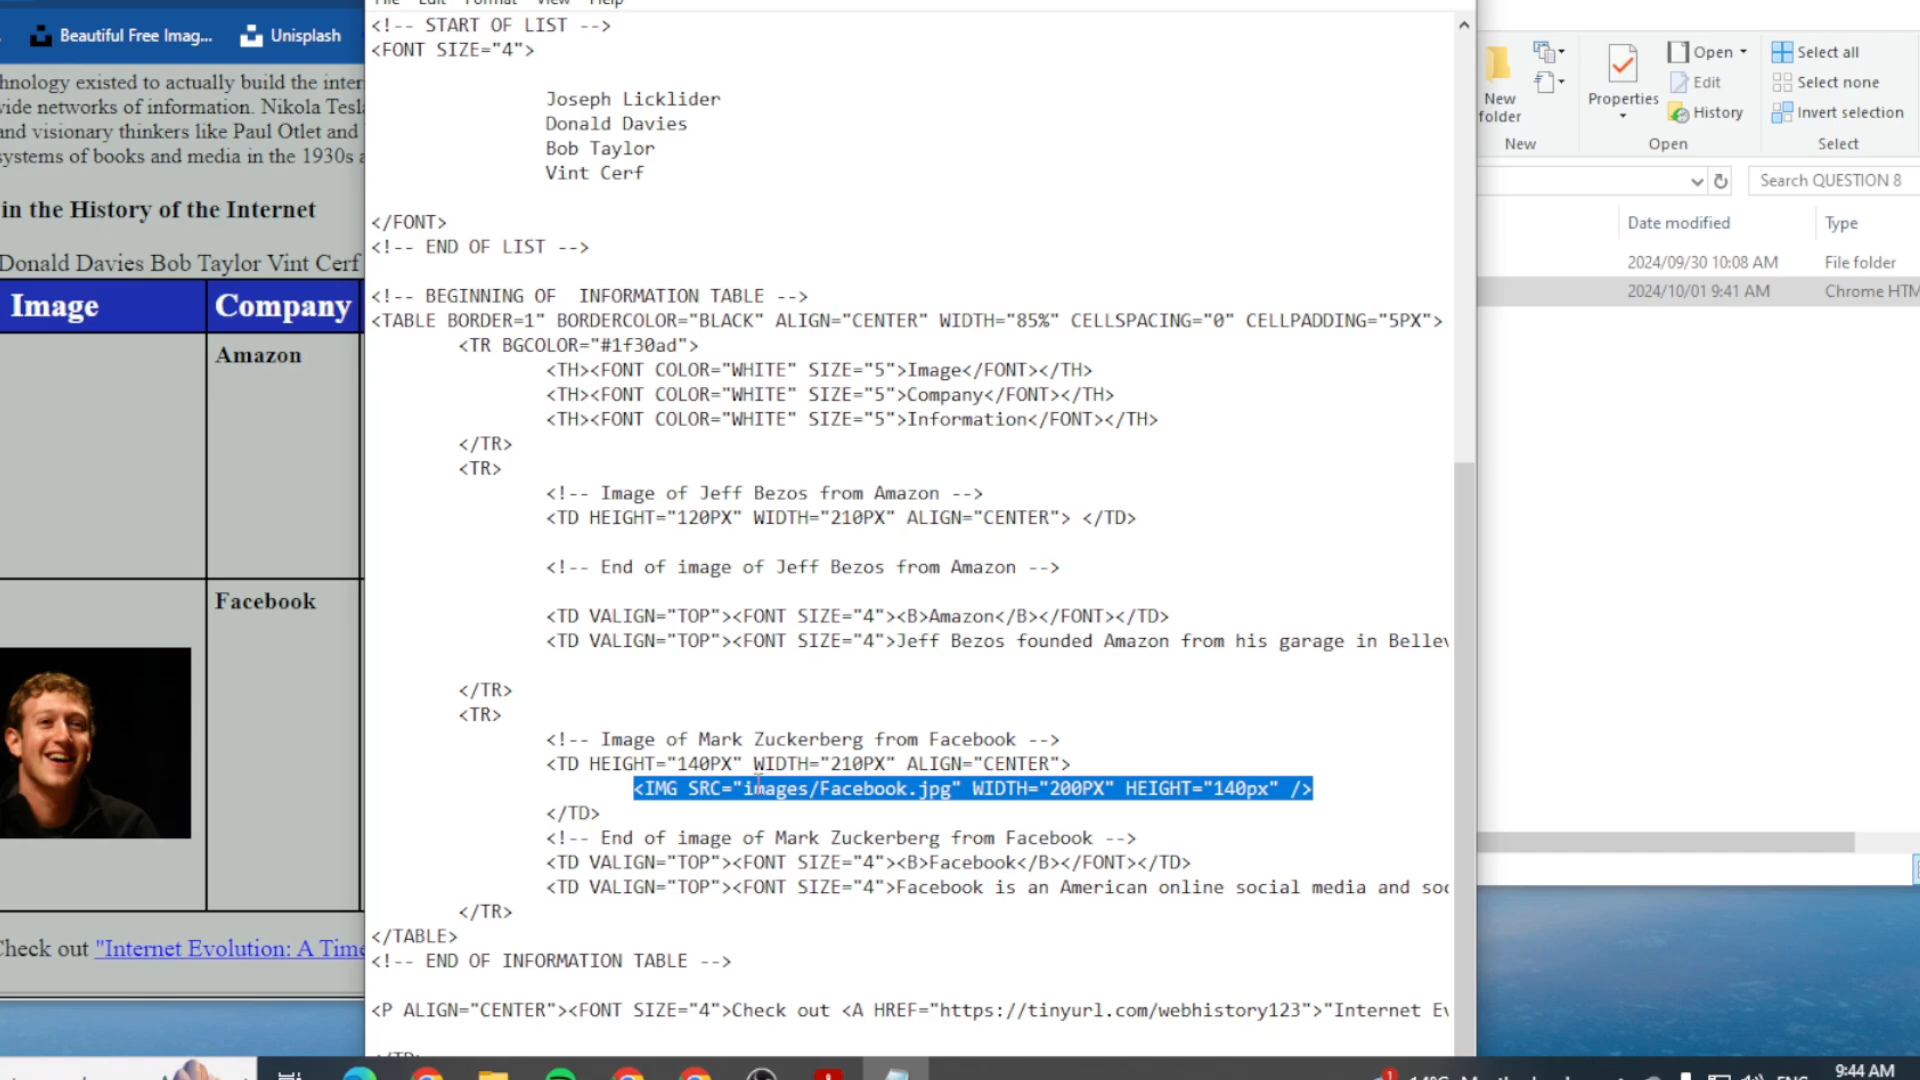 Beautiful Free Imag... Unisplash
hnology existed to actually build the inter
vide networks of information. Nikola Tesla
and visionary thinkers like Paul Otlet and
systems of books and media in the 1930s a
in the History of the Internet
Donald Davies Bob Taylor Vint Cerf
Image Company
Amazon
Facebook
Check out "Internet Evolution: A Time
File Edit Format View Help
<!-- START OF LIST -->
<FONT SIZE="4">
Joseph Licklider
Donald Davies
Bob Taylor
Vint Cerf
</FONT>
<!-- END OF LIST -->
<!-- BEGINNING OF  INFORMATION TABLE -->
<TABLE BORDER=1" BORDERCOLOR="BLACK" ALIGN="CENTER" WIDTH="85%" CELLSPACING="0" CELLPADDING="5PX">
<TR BGCOLOR="#1f30ad">
<TH><FONT COLOR="WHITE" SIZE="5">Image</FONT></TH>
<TH><FONT COLOR="WHITE" SIZE="5">Company</FONT></TH>
<TH><FONT COLOR="WHITE" SIZE="5">Information</FONT></TH>
</TR>
<TR>
<!-- Image of Jeff Bezos from Amazon -->
<TD HEIGHT="120PX" WIDTH="210PX" ALIGN="CENTER"> </TD>
<!-- End of image of Jeff Bezos from Amazon -->
<TD VALIGN="TOP"><FONT SIZE="4"><B>Amazon</B></FONT></TD>
<TD VALIGN="TOP"><FONT SIZE="4">Jeff Bezos founded Amazon from his garage in Bellev
</TR>
<TR>
<!-- Image of Mark Zuckerberg from Facebook -->
<TD HEIGHT="140PX" WIDTH="210PX" ALIGN="CENTER">
<IMG SRC="images/Facebook.jpg" WIDTH="200PX" HEIGHT="140px" />
</TD>
<!-- End of image of Mark Zuckerberg from Facebook -->
<TD VALIGN="TOP"><FONT SIZE="4"><B>Facebook</B></FONT></TD>
<TD VALIGN="TOP"><FONT SIZE="4">Facebook is an American online social media and soc
</TR>
</TABLE>
<!-- END OF INFORMATION TABLE -->
<P ALIGN="CENTER"><FONT SIZE="4">Check out <A HREF="https://tinyurl.com/webhistory123">"Internet Ev
New folder
Properties
Open
Edit
History
Select all
Select none
Invert selection
New Open Select
Search QUESTION 8
Date modified Type
2024/09/30 10:08 AM File folder
2024/10/01 9:41 AM Chrome HTM
9:44 AM